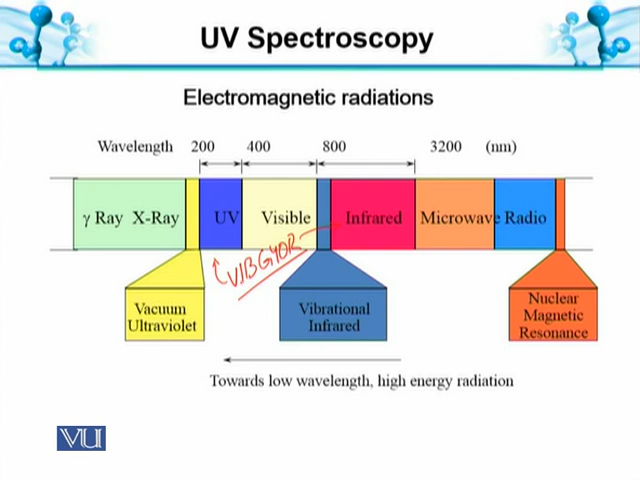 UV Spectroscopy
Electromagnetic radiations
Wavelength 200 400 800 3200 (nm)
γ Ray X-Ray UV Visible Infrared Microwave Radio
VIBGYOR
Vacuum Ultraviolet
Vibrational Infrared
Nuclear Magnetic Resonance
Towards low wavelength, high energy radiation
VU